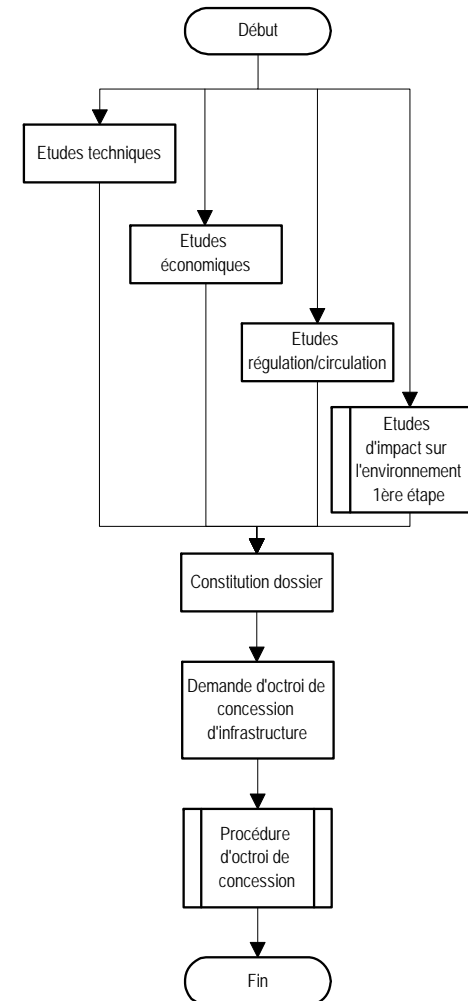 Début
Etudes techniques
Etudes
économiques
Etudes
régulation/circulation
Etudes
d'impact sur
l'environnement
1ère étape
Constitution dossier
Demande d'octroi de
concession
d'infrastructure
Procédure
d'octroi de
concession
Fin